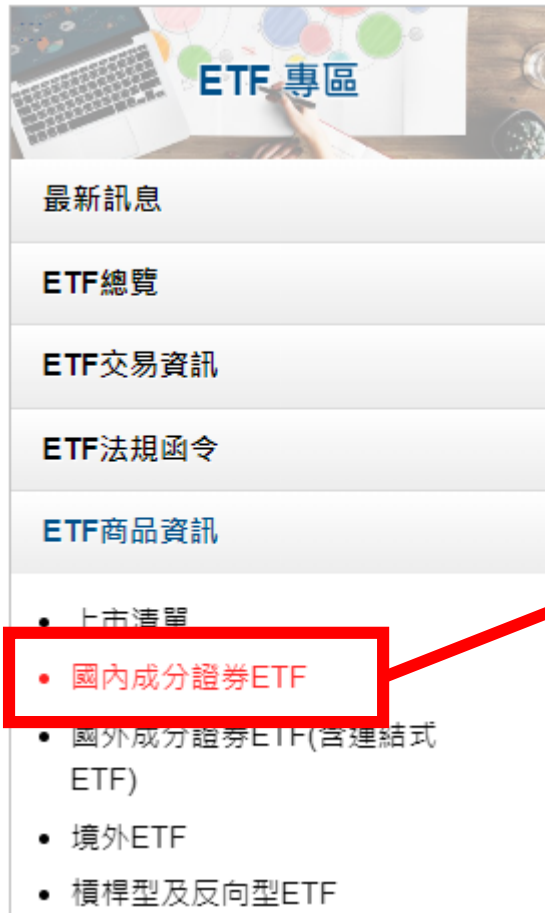 ETF 專區
最新訊息
ETF總覽
ETF交易資訊
ETF法規函令
ETF商品資訊
上市清單
國內成分證券ETF
國外成分證券ETF(含連結式
ETF)
境外ETF
槓桿型及反向型ETF